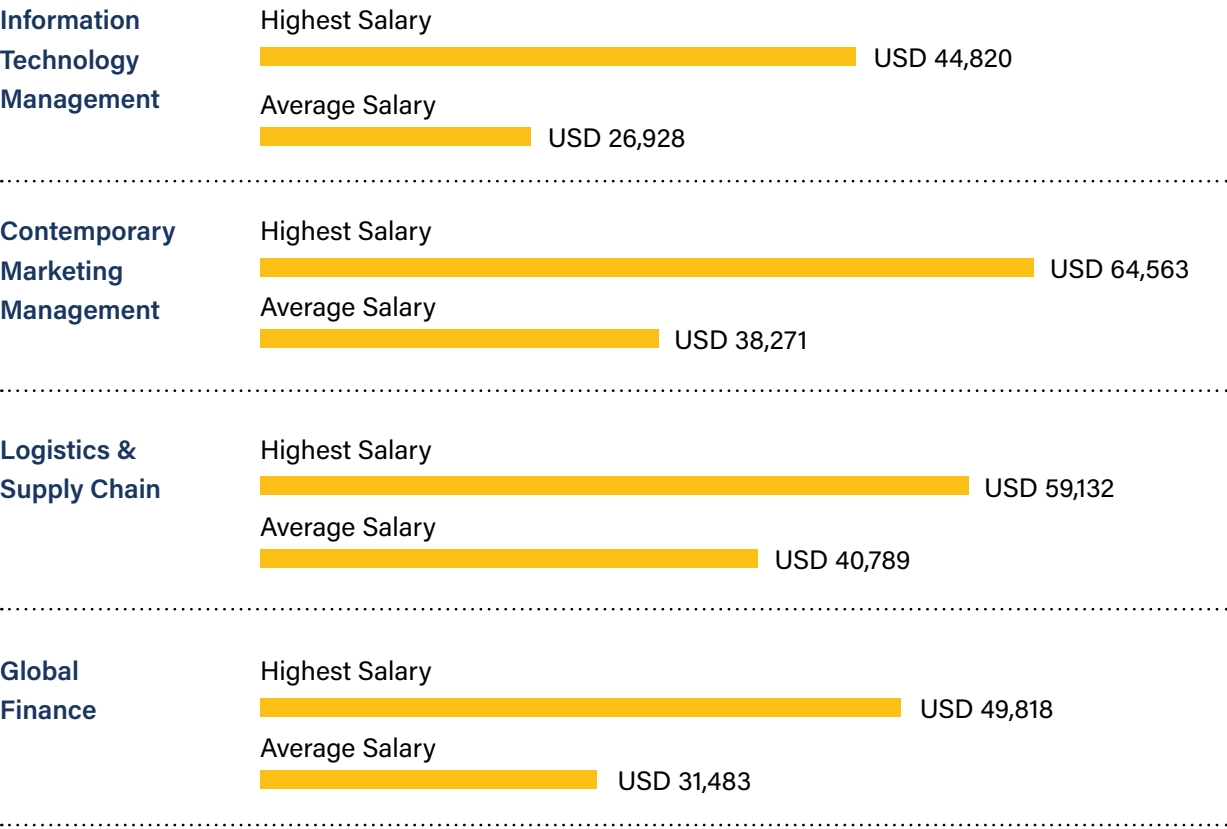 Information
Technology
Management
Highest Salary
USD 44,820
Average Salary
USD 26,928
Contemporary
Marketing
Management
Highest Salary
USD 64,563
Average Salary
USD 38,271
Logistics &
Supply Chain
Highest Salary
USD 59,132
Average Salary
USD 40,789
Global
Finance
Highest Salary
USD 49,818
Average Salary
USD 31,483